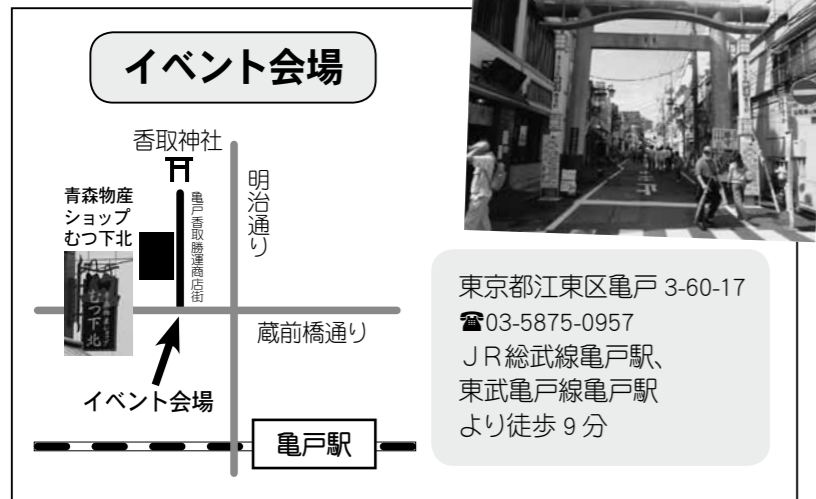 イベント会場
香取神社
青森物産
ショップ
むつ下北
亀戸香取勝運商店街
明治通り
むつ下北
蔵前橋通り
イベント会場
亀戸駅
東京都江東区亀戸 3-60-17
☎03-5875-0957
ＪＲ総武線亀戸駅、
東武亀戸線亀戸駅
より徒歩 9 分